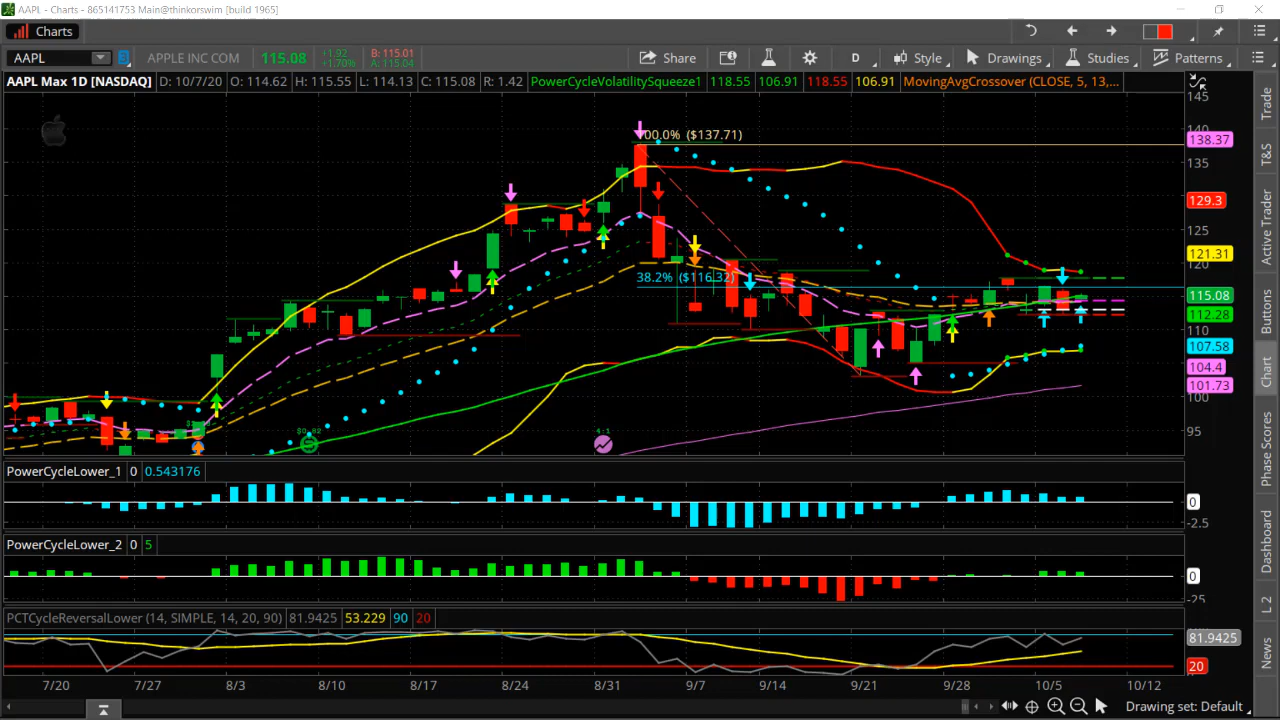 AAPL - Charts - 865141753 Main@thinkorswim [build 1965]
Charts
AAPL 3 APPLE INC COM 115.08 +1.92 +1.70% B: 115.01 A: 115.04 Share D Style Drawings Studies Patterns
AAPL Max 1D [NASDAQ] D: 10/7/20 O: 114.62 H: 115.55 L: 114.13 C: 115.08 R: 1.42 PowerCycleVolatilitySqueeze1 118.55 106.91 118.55 106.91 MovingAvgCrossover (CLOSE, 5, 13,...
145
140
138.37
135
129.3
125
121.31
120
115.08
112.28
110
107.58
104.4
101.73
100
95
100.0% ($137.71)
38.2% ($116.32)
$0.82
4:1
PowerCycleLower_1 0 0.543176
0
-2.5
PowerCycleLower_2 0 5
0
-25
PCTCycleReversalLower (14, SIMPLE, 14, 20, 90) 81.9425 53.229 90 20
81.9425
20
7/20 7/27 8/3 8/10 8/17 8/24 8/31 9/7 9/14 9/21 9/28 10/5 10/12
Drawing set: Default
Trade
T&S
Active Trader
Buttons
Chart
Phase Scores
Dashboard
L 2
News